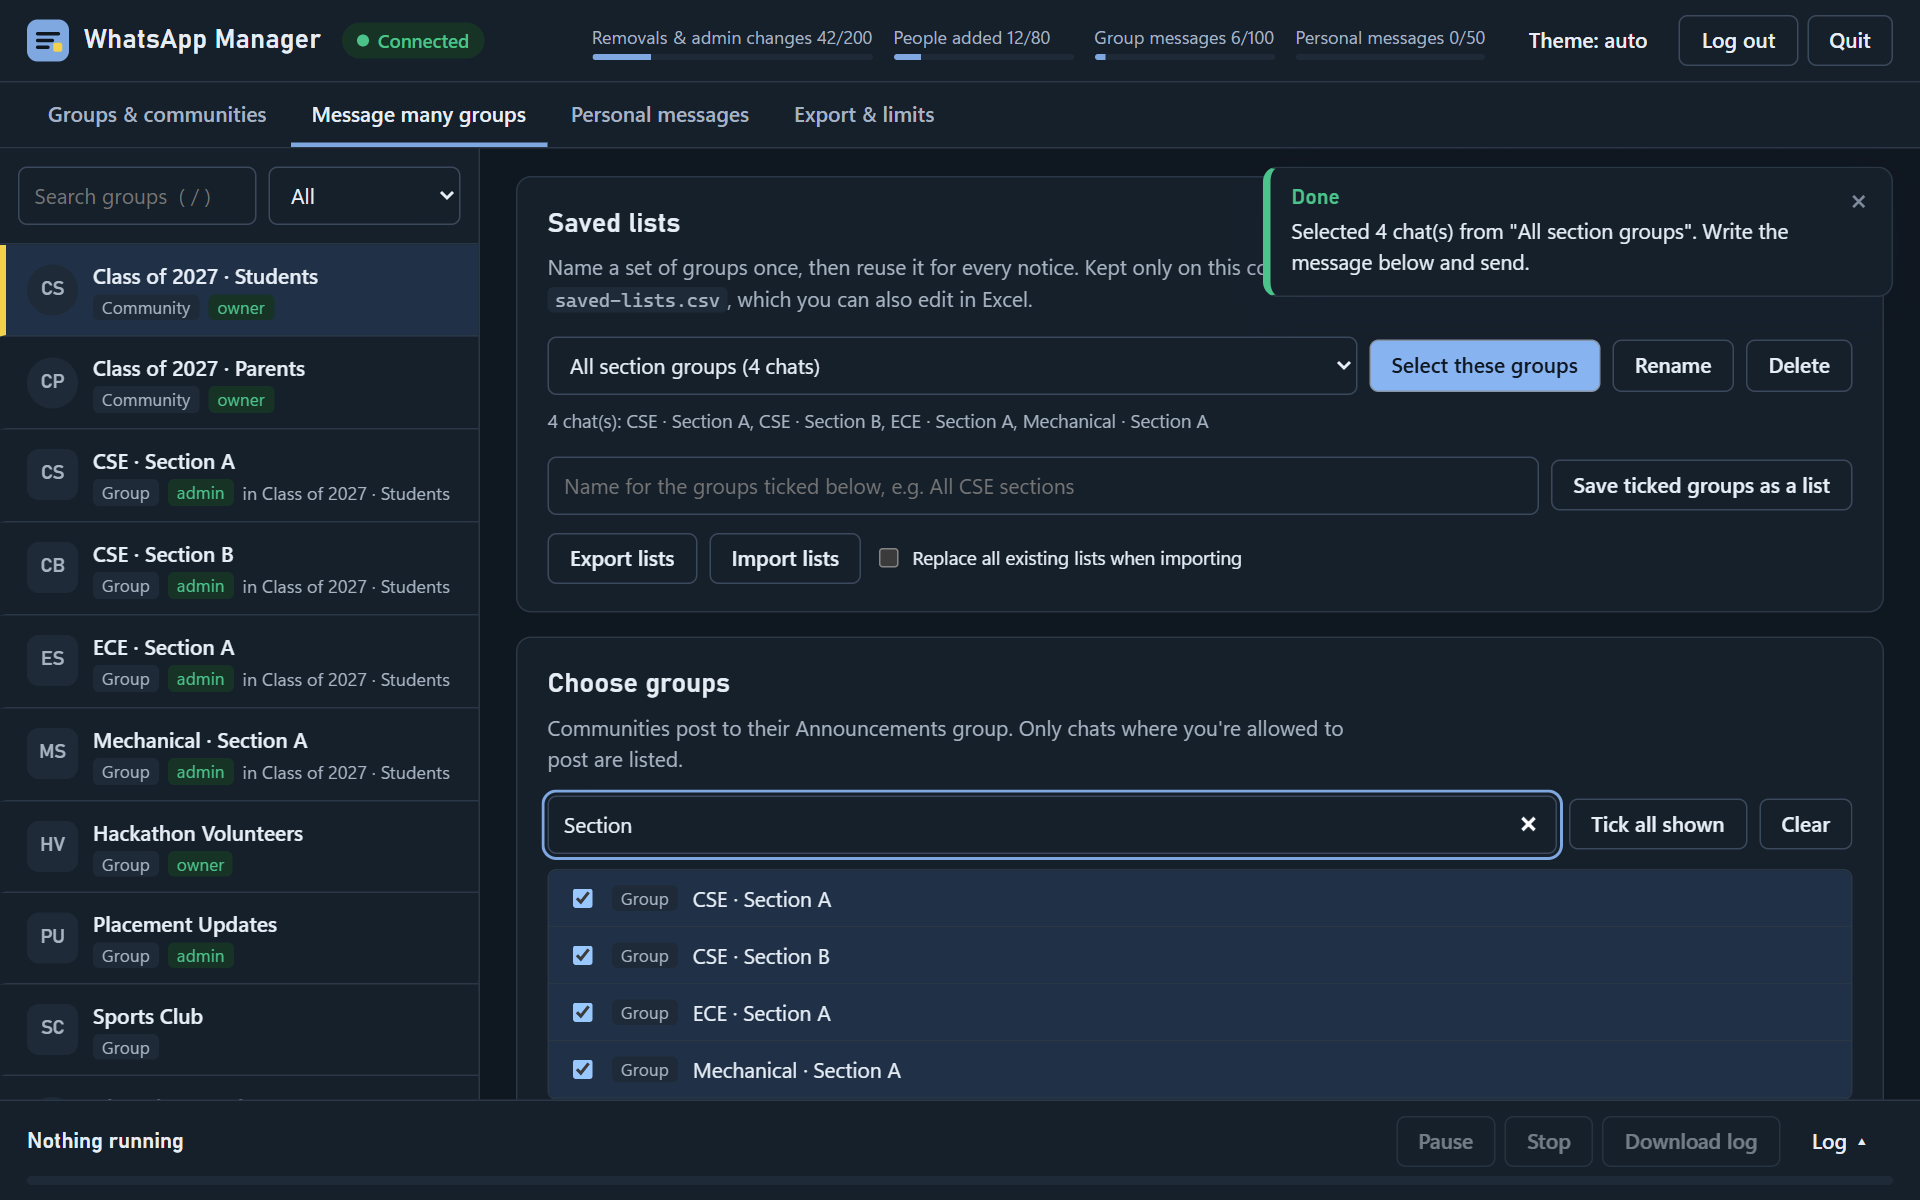 WhatsApp Manager
Connected
Removals & admin changes 42/200
People added 12/80
Group messages 6/100
Personal messages 0/50
Theme: auto
Log out
Quit
Groups & communities
Message many groups
Personal messages
Export & limits
Search groups ( / )
All
CS
Class of 2027 · Students
Community owner
CP
Class of 2027 · Parents
Community owner
CS
CSE · Section A
Group admin in Class of 2027 · Students
CB
CSE · Section B
Group admin in Class of 2027 · Students
ES
ECE · Section A
Group admin in Class of 2027 · Students
MS
Mechanical · Section A
Group admin in Class of 2027 · Students
HV
Hackathon Volunteers
Group owner
PU
Placement Updates
Group admin
SC
Sports Club
Group
Saved lists
Name a set of groups once, then reuse it for every notice. Kept only on this
saved-lists.csv, which you can also edit in Excel.
Done
Selected 4 chat(s) from "All section groups". Write the
message below and send.
×
All section groups (4 chats)
Select these groups
Rename
Delete
4 chat(s): CSE · Section A, CSE · Section B, ECE · Section A, Mechanical · Section A
Name for the groups ticked below, e.g. All CSE sections
Save ticked groups as a list
Export lists
Import lists
Replace all existing lists when importing
Choose groups
Communities post to their Announcements group. Only chats where you're allowed to
post are listed.
Section
Tick all shown
Clear
Group CSE · Section A
Group CSE · Section B
Group ECE · Section A
Group Mechanical · Section A
Nothing running
Pause
Stop
Download log
Log ▲